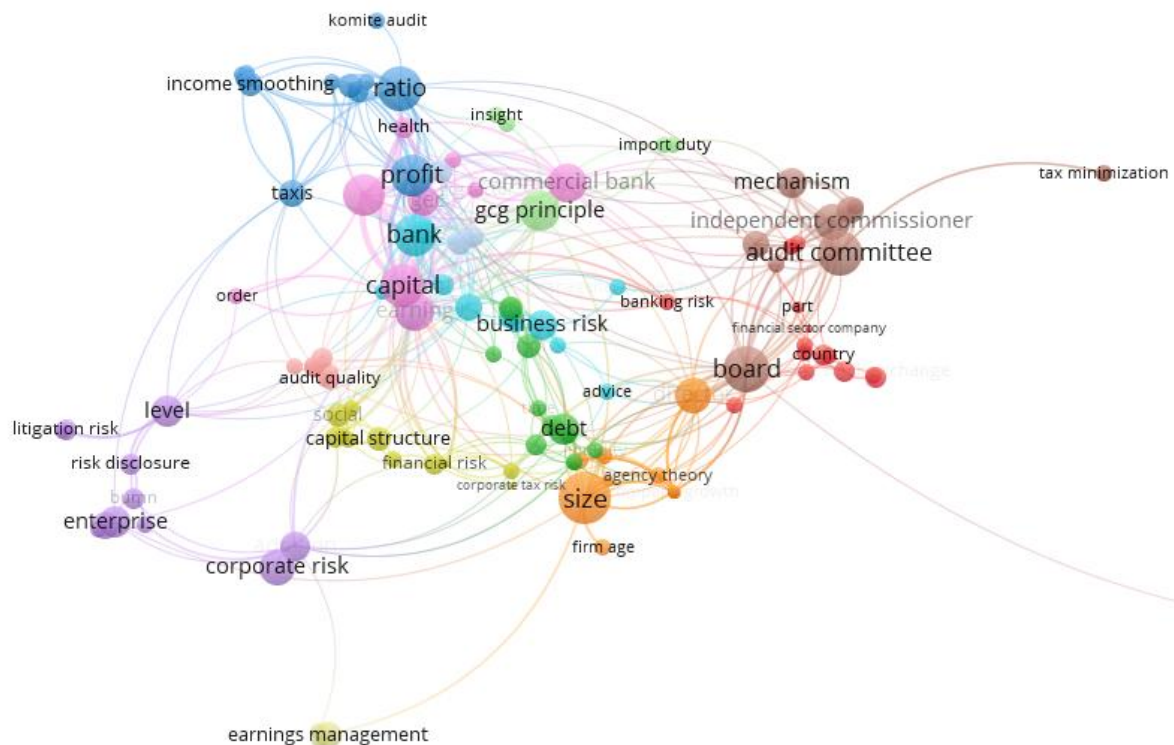 komite audit
income smoothing
ratio
insight
health
import duty
profit
commercial bank
mechanism
tax minimization
taxis
gcg principle
independent commissioner
bank
audit committee
capital
order
banking risk
part
earning
business risk
financial sector company
country
board
change
audit quality
advice
level
social
litigation risk
capital structure
debt
risk disclosure
financial risk
agency theory
corporate tax risk
bumn
size
enterprise
firm age
corporate risk
earnings management